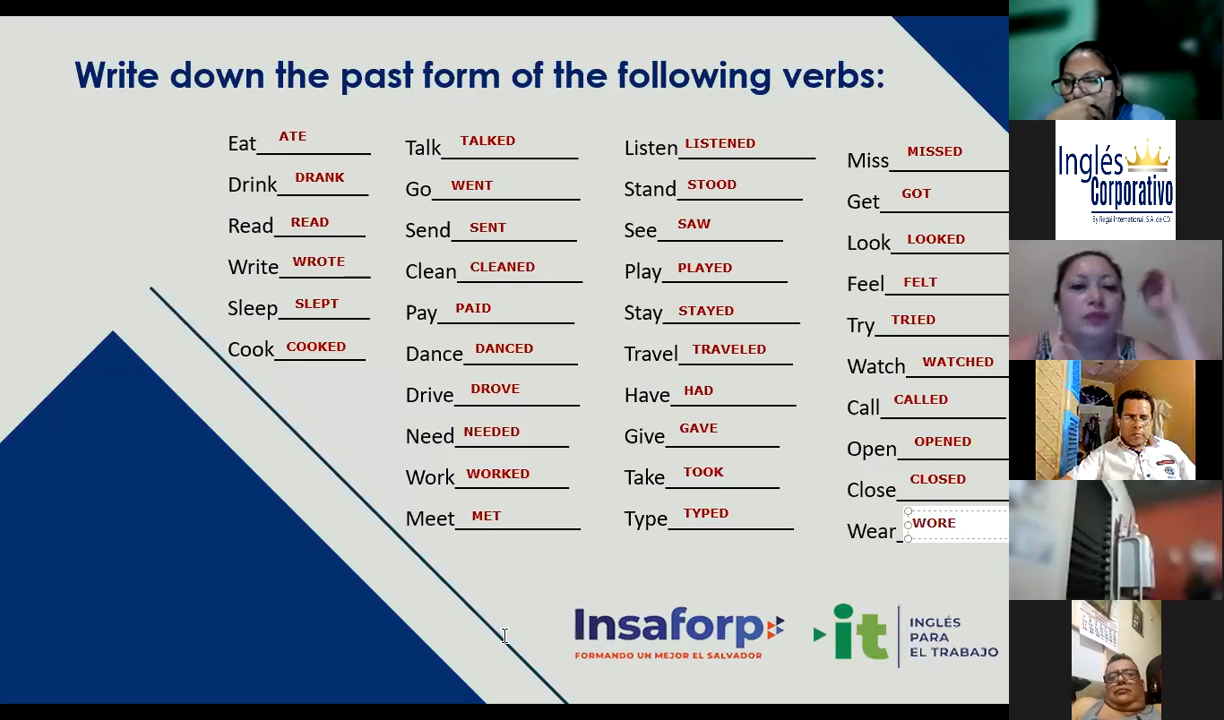 Write down the past form of the following verbs:
Eat ATE
Drink DRANK
Read READ
Write WROTE
Sleep SLEPT
Cook COOKED
Talk TALKED
Go WENT
Send SENT
Clean CLEANED
Pay PAID
Dance DANCED
Drive DROVE
Need NEEDED
Work WORKED
Meet MET
Listen LISTENED
Stand STOOD
See SAW
Play PLAYED
Stay STAYED
Travel TRAVELED
Have HAD
Give GAVE
Take TOOK
Type TYPED
Miss MISSED
Get GOT
Look LOOKED
Feel FELT
Try TRIED
Watch WATCHED
Call CALLED
Open OPENED
Close CLOSED
Wear WORE
Insaforp
FORMANDO UN MEJOR EL SALVADOR
it
INGLÉS
PARA
EL TRABAJO
Inglés
Corporativo
By Regal International, S.A. de C.V.